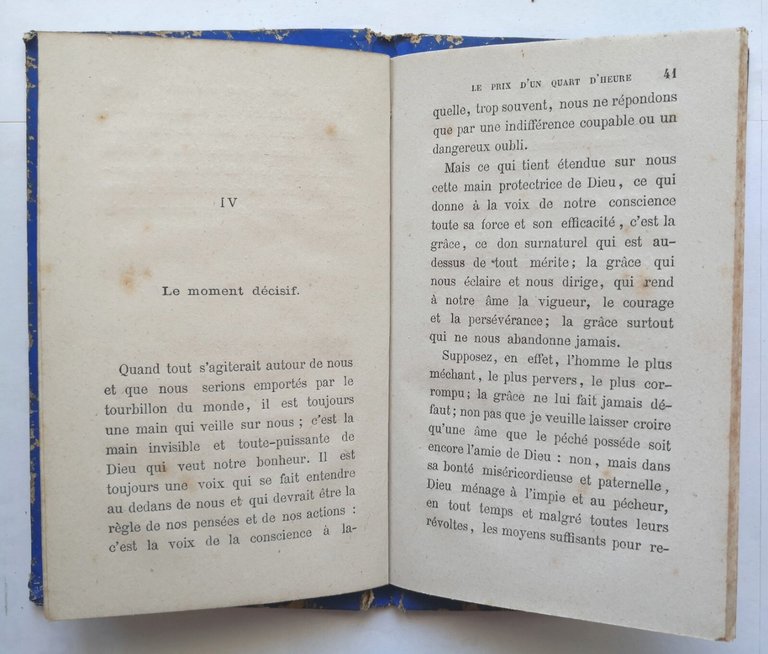 IV
Le moment décisif.
Quand tout s'agiterait autour de nous
et que nous serions emportés par le
tourbillon du monde, il est toujours
une main qui veille sur nous ; c'est la
main invisible et toute-puissante de
Dieu qui veut notre bonheur. Il est
toujours une voix qui se fait entendre
au dedans de nous et qui devrait être la
règle de nos pensées et de nos actions :
c'est la voix de la conscience à la-
LE PRIX D'UN QUART D'HEURE 41
quelle, trop souvent, nous ne répondons
que par une indifférence coupable ou un
dangereux oubli.
Mais ce qui tient étendue sur nous
cette main protectrice de Dieu, ce qui
donne à la voix de notre conscience
toute sa force et son efficacité, c'est la
grâce, ce don surnaturel qui est au-
dessus de tout mérite; la grâce qui
nous éclaire et nous dirige, qui rend
à notre âme la vigueur, le courage
et la persévérance; la grâce surtout
qui ne nous abandonne jamais.
Supposez, en effet, l'homme le plus
méchant, le plus pervers, le plus cor-
rompu; la grâce ne lui fait jamais dé-
faut; non pas que je veuille laisser croire
qu'une âme que le péché posséde soit
encore l'amie de Dieu : non, mais dans
sa bonté miséricordieuse et paternelle,
Dieu ménage à l'impie et au pécheur,
en tout temps et malgré toutes leurs
révoltes, les moyens suffisants pour re-